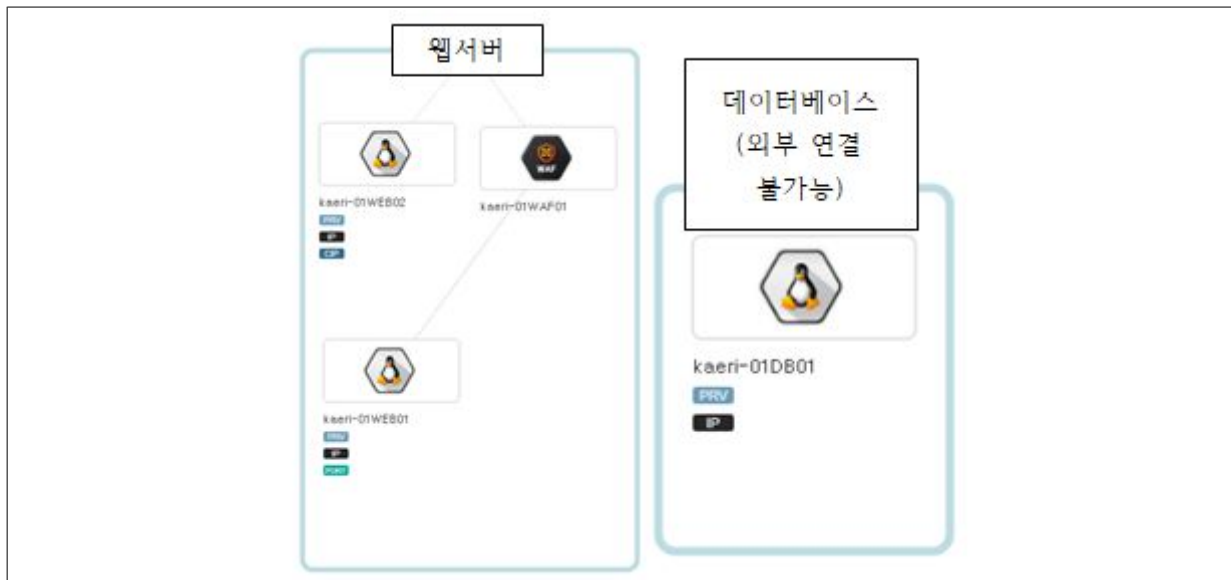 웹서버
데이터베이스
(외부 연결
불가능)
WAF
kaeri-01WEB02
kaeri-01WAF01
PRV
IP
CIP
kaeri-01DB01
PRV
IP
kaeri-01WEB01
PRV
IP
PORT